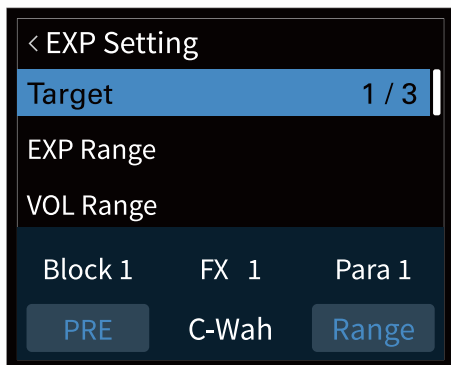 < EXP Setting
Target 1 / 3
EXP Range
VOL Range
Block 1 FX 1 Para 1
PRE C-Wah Range